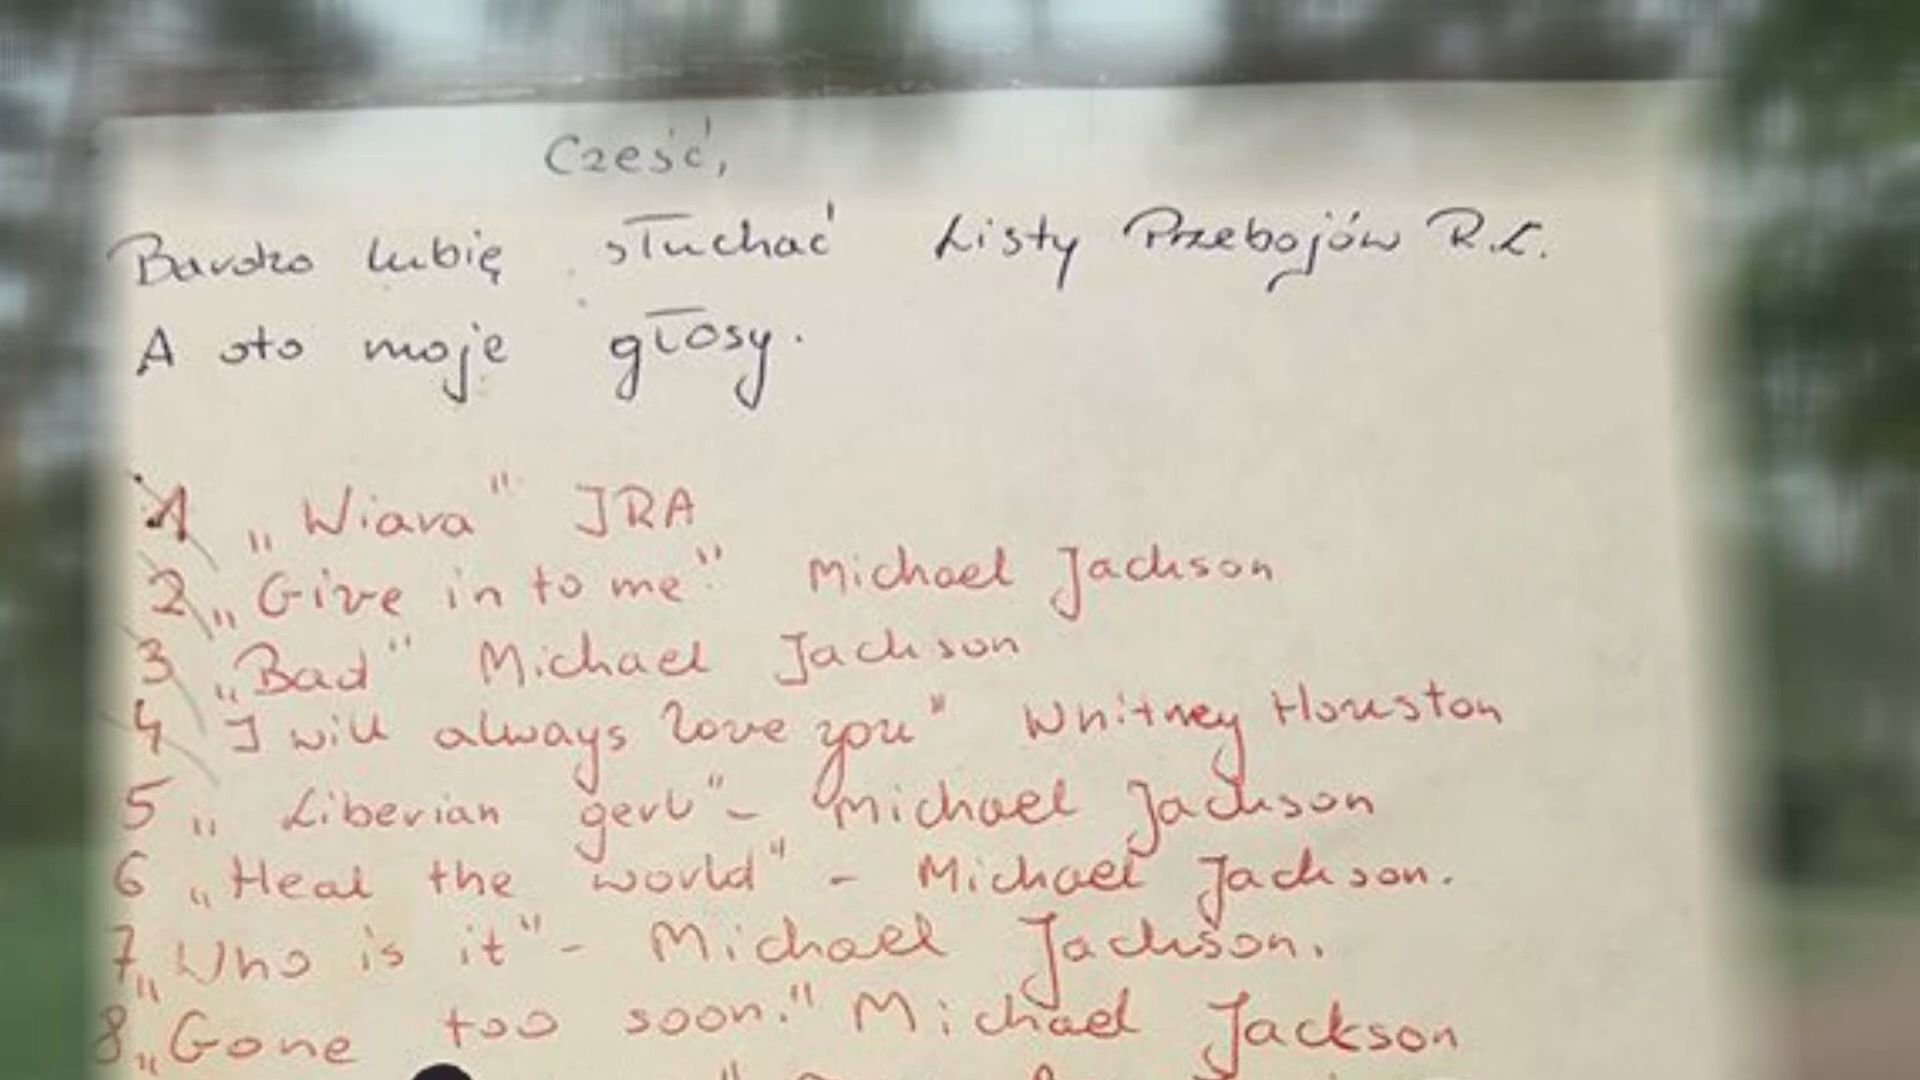 Cześć,
Bardzo lubię słuchać Listy Przebojów R.L.
A oto moje głosy.
1 „Wiara" IRA
2 „Give in to me" Michael Jackson
3 „Bad" Michael Jackson
4 "I will always love you" Whitney Houston
5 „Liberian gerl" - Michael Jackson
6 „Heal the world" - Michael Jackson.
7 „Who is it" - Michael Jackson.
8 „Gone too soon." Michael Jackson